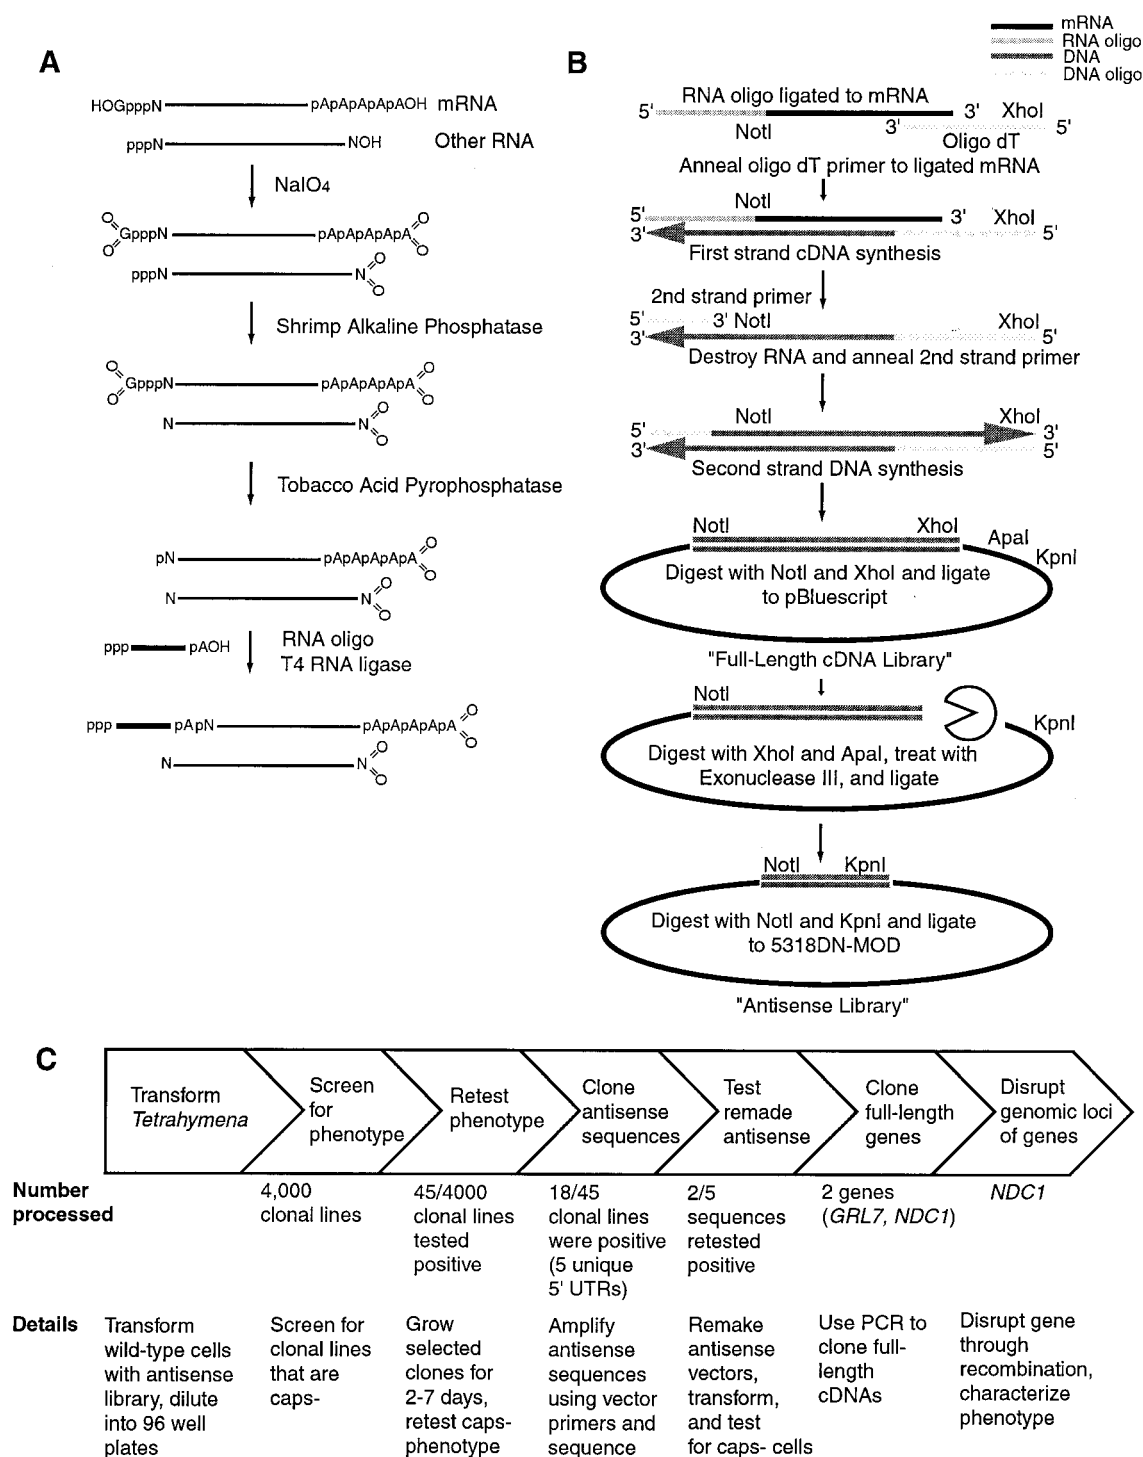 A
HOGpppN pApApApApAOH mRNA
pppN NOH Other RNA
NaIO4
O
O GpppN pApApApApA O
O
pppN N O
O
Shrimp Alkaline Phosphatase
O
O GpppN pApApApApA O
O
N N O
O
Tobacco Acid Pyrophosphatase
pN pApApApApA O
O
N N O
O
ppp pAOH RNA oligo
T4 RNA ligase
ppp pApN pApApApApA O
O
N N O
O
B
mRNA
RNA oligo
DNA
DNA oligo
RNA oligo ligated to mRNA
5' 3' XhoI
NotI 3' 5'
Oligo dT
Anneal oligo dT primer to ligated mRNA
NotI
5' 3' XhoI
3' 5'
First strand cDNA synthesis
2nd strand primer
5' 3' NotI XhoI
3' 5'
Destroy RNA and anneal 2nd strand primer
NotI XhoI
5' 3'
3' 5'
Second strand DNA synthesis
NotI XhoI
ApaI
KpnI
Digest with NotI and XhoI and ligate
to pBluescript
"Full-Length cDNA Library"
NotI
KpnI
Digest with XhoI and ApaI, treat with
Exonuclease III, and ligate
NotI KpnI
Digest with NotI and KpnI and ligate
to 5318DN-MOD
"Antisense Library"
C
Transform
Tetrahymena
Screen
for
phenotype
Retest
phenotype
Clone
antisense
sequences
Test
remade
antisense
Clone
full-length
genes
Disrupt
genomic loci
of genes
Number
processed
4,000
clonal lines
45/4000
clonal lines
tested
positive
18/45
clonal lines
were positive
(5 unique
5' UTRs)
2/5
sequences
retested
positive
2 genes
(GRL7, NDC1)
NDC1
Details
Transform
wild-type cells
with antisense
library, dilute
into 96 well
plates
Screen for
clonal lines
that are
caps-
Grow
selected
clones for
2-7 days,
retest caps-
phenotype
Amplify
antisense
sequences
using vector
primers and
sequence
Remake
antisense
vectors,
transform,
and test
for caps- cells
Use PCR to
clone full-
length
cDNAs
Disrupt gene
through
recombination,
characterize
phenotype